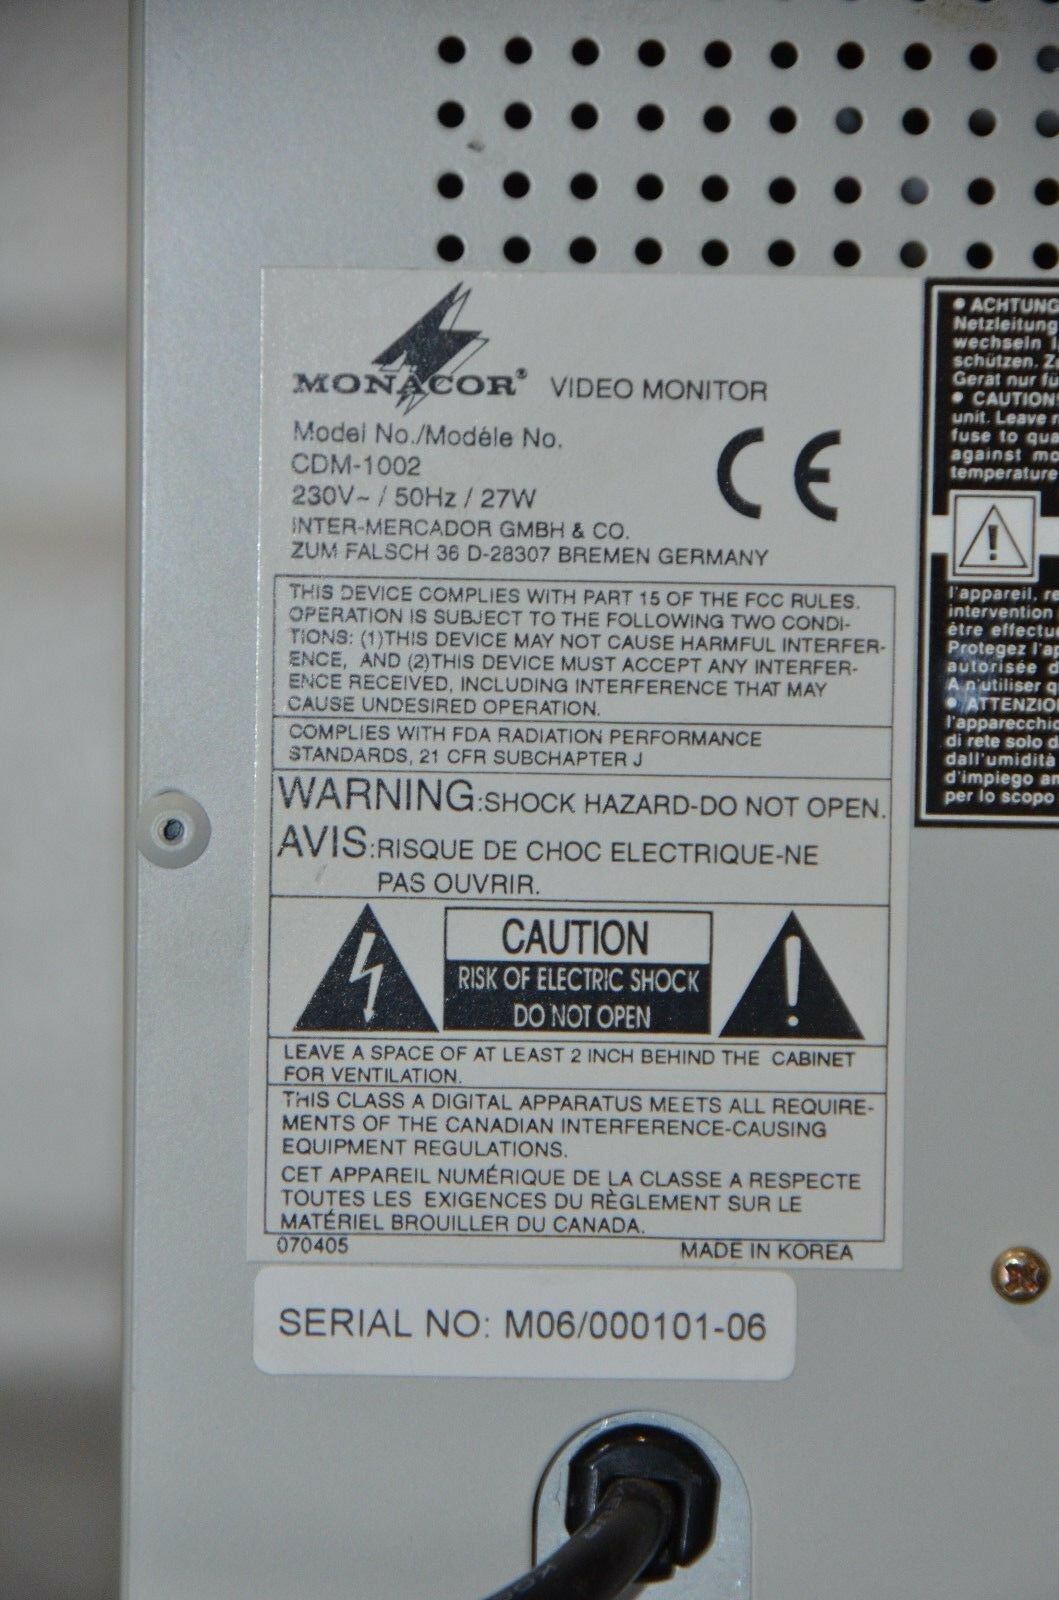 MONACOR® VIDEO MONITOR
Model No./Modéle No.
CDM-1002
230V~ / 50Hz / 27W
INTER-MERCADOR GMBH & CO.
ZUM FALSCH 36 D-28307 BREMEN GERMANY
CE
THIS DEVICE COMPLIES WITH PART 15 OF THE FCC RULES.
OPERATION IS SUBJECT TO THE FOLLOWING TWO CONDI-
TIONS: (1)THIS DEVICE MAY NOT CAUSE HARMFUL INTERFER-
ENCE, AND (2)THIS DEVICE MUST ACCEPT ANY INTERFER-
ENCE RECEIVED, INCLUDING INTERFERENCE THAT MAY
CAUSE UNDESIRED OPERATION.
COMPLIES WITH FDA RADIATION PERFORMANCE
STANDARDS, 21 CFR SUBCHAPTER J
WARNING:SHOCK HAZARD-DO NOT OPEN.
AVIS:RISQUE DE CHOC ELECTRIQUE-NE
PAS OUVRIR.
CAUTION
RISK OF ELECTRIC SHOCK
DO NOT OPEN
LEAVE A SPACE OF AT LEAST 2 INCH BEHIND THE CABINET
FOR VENTILATION.
THIS CLASS A DIGITAL APPARATUS MEETS ALL REQUIRE-
MENTS OF THE CANADIAN INTERFERENCE-CAUSING
EQUIPMENT REGULATIONS.
CET APPAREIL NUMÉRIQUE DE LA CLASSE A RESPECTE
TOUTES LES EXIGENCES DU RÈGLEMENT SUR LE
MATÉRIEL BROUILLER DU CANADA.
070405 MADE IN KOREA
SERIAL NO: M06/000101-06
• ACHTUNG
Netzleitung
wechseln
schützen.
Gerat nur
• CAUTION!
unit. Leave
fuse to
against
temperature
l'appareil,
intervention
être
Protegez
autorisée
A n'utiliser
• ATTENZIO
l'apparecchio
di rete solo
dall'umidità
d'impiego
per lo scopo